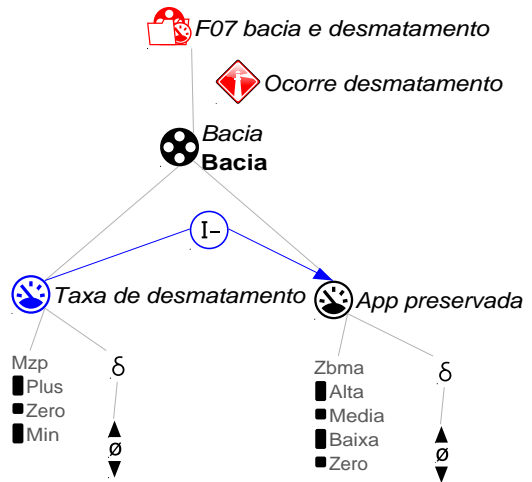 F07 bacia e desmatamento
Ocorre desmatamento
Bacia
Bacia
I-
Taxa de desmatamento
App preservada
Mzp
Plus
Zero
Min
δ
ø
Zbma
Alta
Media
Baixa
Zero
δ
ø